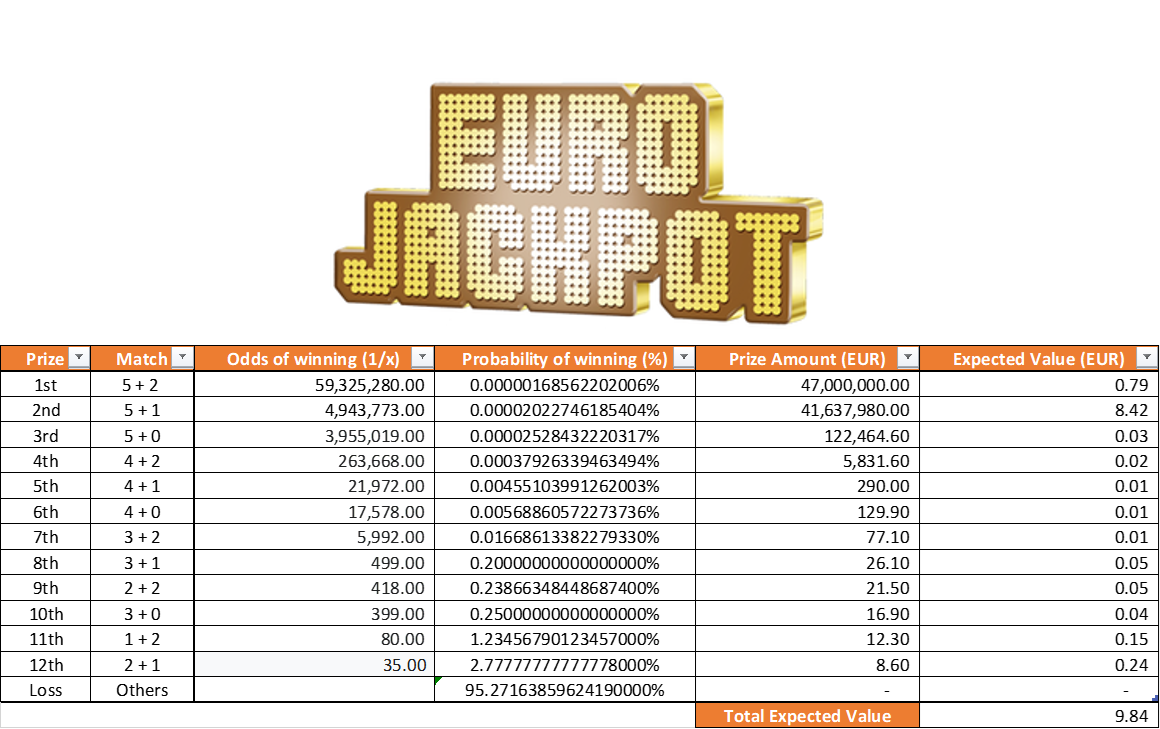 EURO
JACKPOT
Prize Match Odds of winning (1/x) Probability of winning (%) Prize Amount (EUR) Expected Value (EUR)
1st 5 + 2 59,325,280.00 0.00000168562202006% 47,000,000.00 0.79
2nd 5 + 1 4,943,773.00 0.00002022746185404% 41,637,980.00 8.42
3rd 5 + 0 3,955,019.00 0.00002528432220317% 122,464.60 0.03
4th 4 + 2 263,668.00 0.00037926339463494% 5,831.60 0.02
5th 4 + 1 21,972.00 0.00455103991262003% 290.00 0.01
6th 4 + 0 17,578.00 0.00568860572273736% 129.90 0.01
7th 3 + 2 5,992.00 0.01668613382279330% 77.10 0.01
8th 3 + 1 499.00 0.20000000000000000% 26.10 0.05
9th 2 + 2 418.00 0.23866348448687400% 21.50 0.05
10th 3 + 0 399.00 0.25000000000000000% 16.90 0.04
11th 1 + 2 80.00 1.23456790123457000% 12.30 0.15
12th 2 + 1 35.00 2.77777777777778000% 8.60 0.24
Loss Others 95.27163859624190000% - -
Total Expected Value 9.84